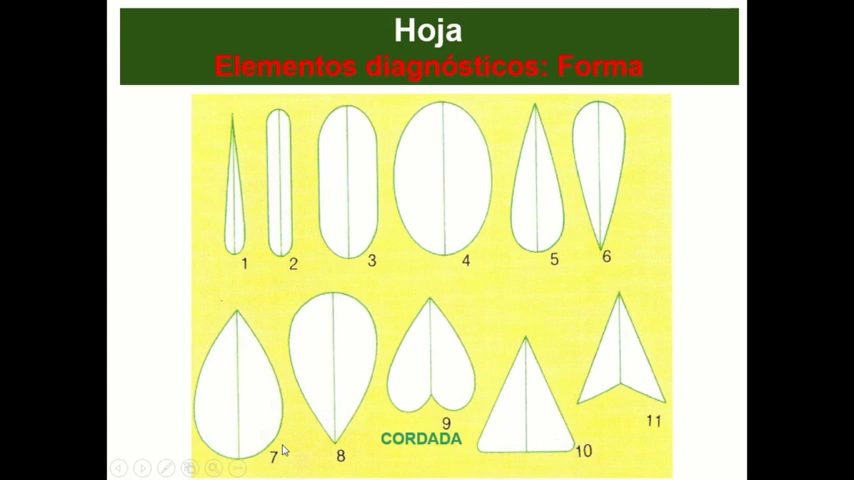 Hoja
Elementos diagnósticos: Forma
1 2 3 4 5 6
7 8 9 10 11
CORDADA